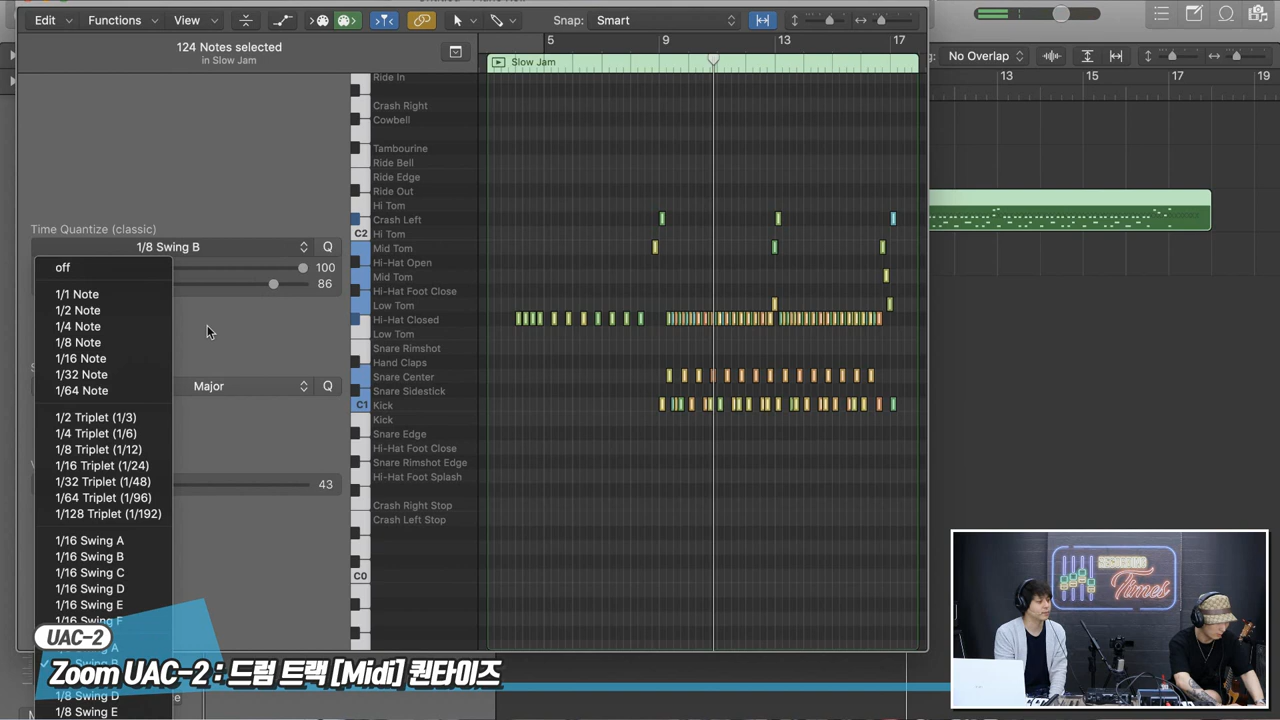 Edit
Functions
View
Snap:
Smart
No Overlap
124 Notes selected
in Slow Jam
5
9
13
17
13
15
17
19
Slow Jam
Ride In
Crash Right
Cowbell
Tambourine
Ride Bell
Ride Edge
Ride Out
Hi Tom
Crash Left
C2
Hi Tom
Mid Tom
Hi-Hat Open
Mid Tom
Hi-Hat Foot Close
Low Tom
Hi-Hat Closed
Low Tom
Snare Rimshot
Hand Claps
Snare Center
Snare Sidestick
C1
Kick
Kick
Snare Edge
Hi-Hat Foot Close
Snare Rimshot Edge
Hi-Hat Foot Splash
Crash Right Stop
Crash Left Stop
C0
Time Quantize (classic)
1/8 Swing B
Q
100
86
Major
Q
43
off
1/1 Note
1/2 Note
1/4 Note
1/8 Note
1/16 Note
1/32 Note
1/64 Note
1/2 Triplet (1/3)
1/4 Triplet (1/6)
1/8 Triplet (1/12)
1/16 Triplet (1/24)
1/32 Triplet (1/48)
1/64 Triplet (1/96)
1/128 Triplet (1/192)
1/16 Swing A
1/16 Swing B
1/16 Swing C
1/16 Swing D
1/16 Swing E
1/16 Swing F
1/8 Swing D
1/8 Swing E
UAC-2
Zoom UAC-2 : 드럼 트랙 [Midi] 퀀타이즈
Times